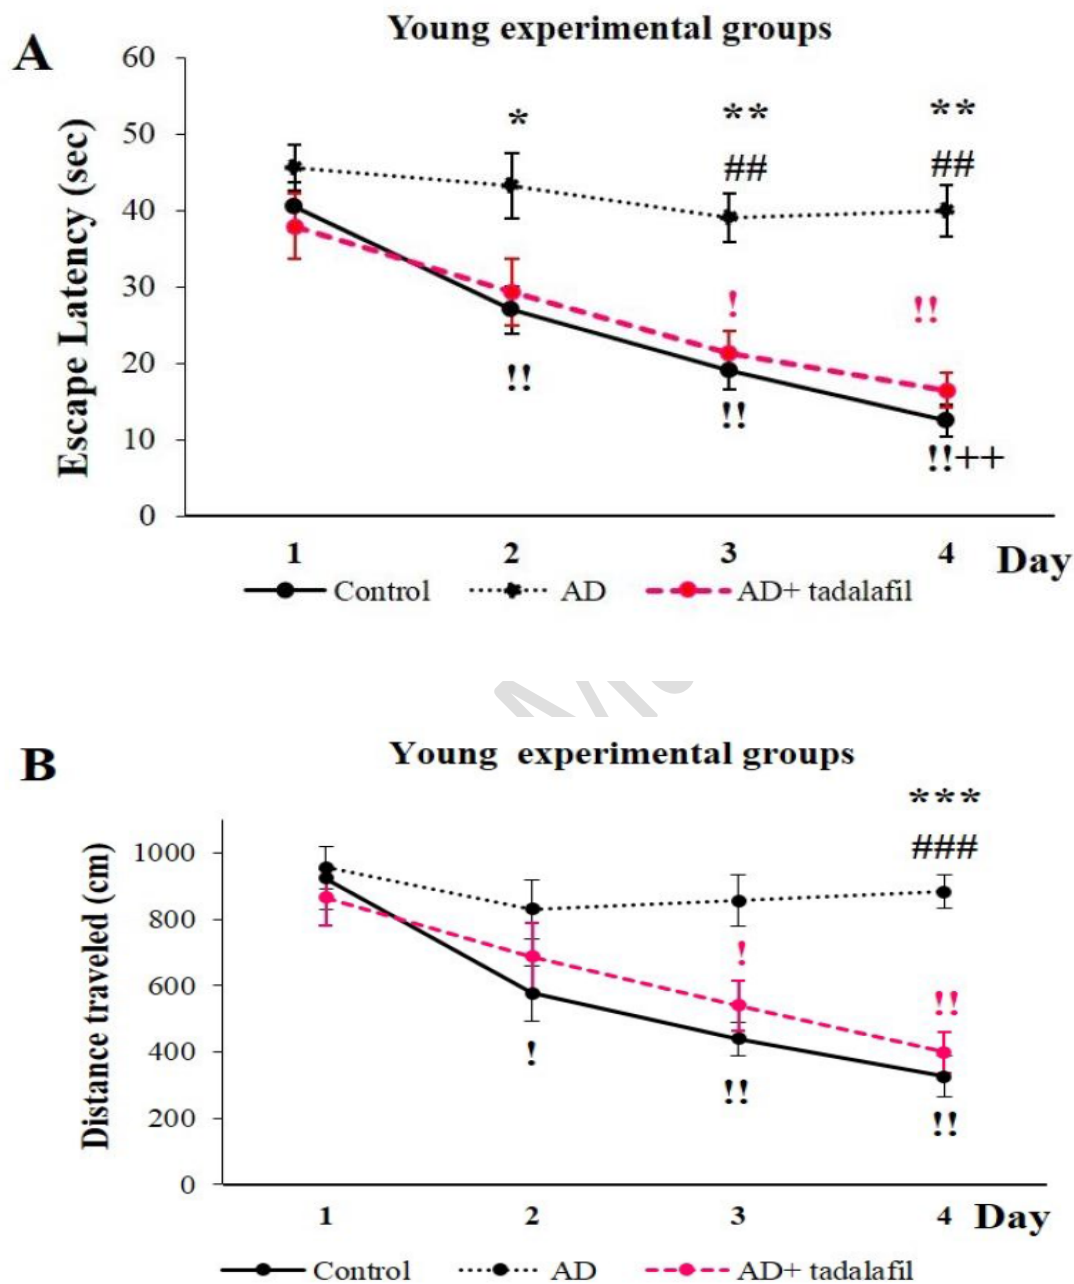 Young experimental groups
A
60
50
40
30
20
10
0
Escape Latency (sec)
* ** **
## ##
! !!
!! !! !!++
1 2 3 4 Day
Control AD AD+ tadalafil
Young experimental groups
B
1000
800
600
400
200
0
Distance traveled (cm)
***
###
! !!
! !! !!
1 2 3 4 Day
Control AD AD+ tadalafil